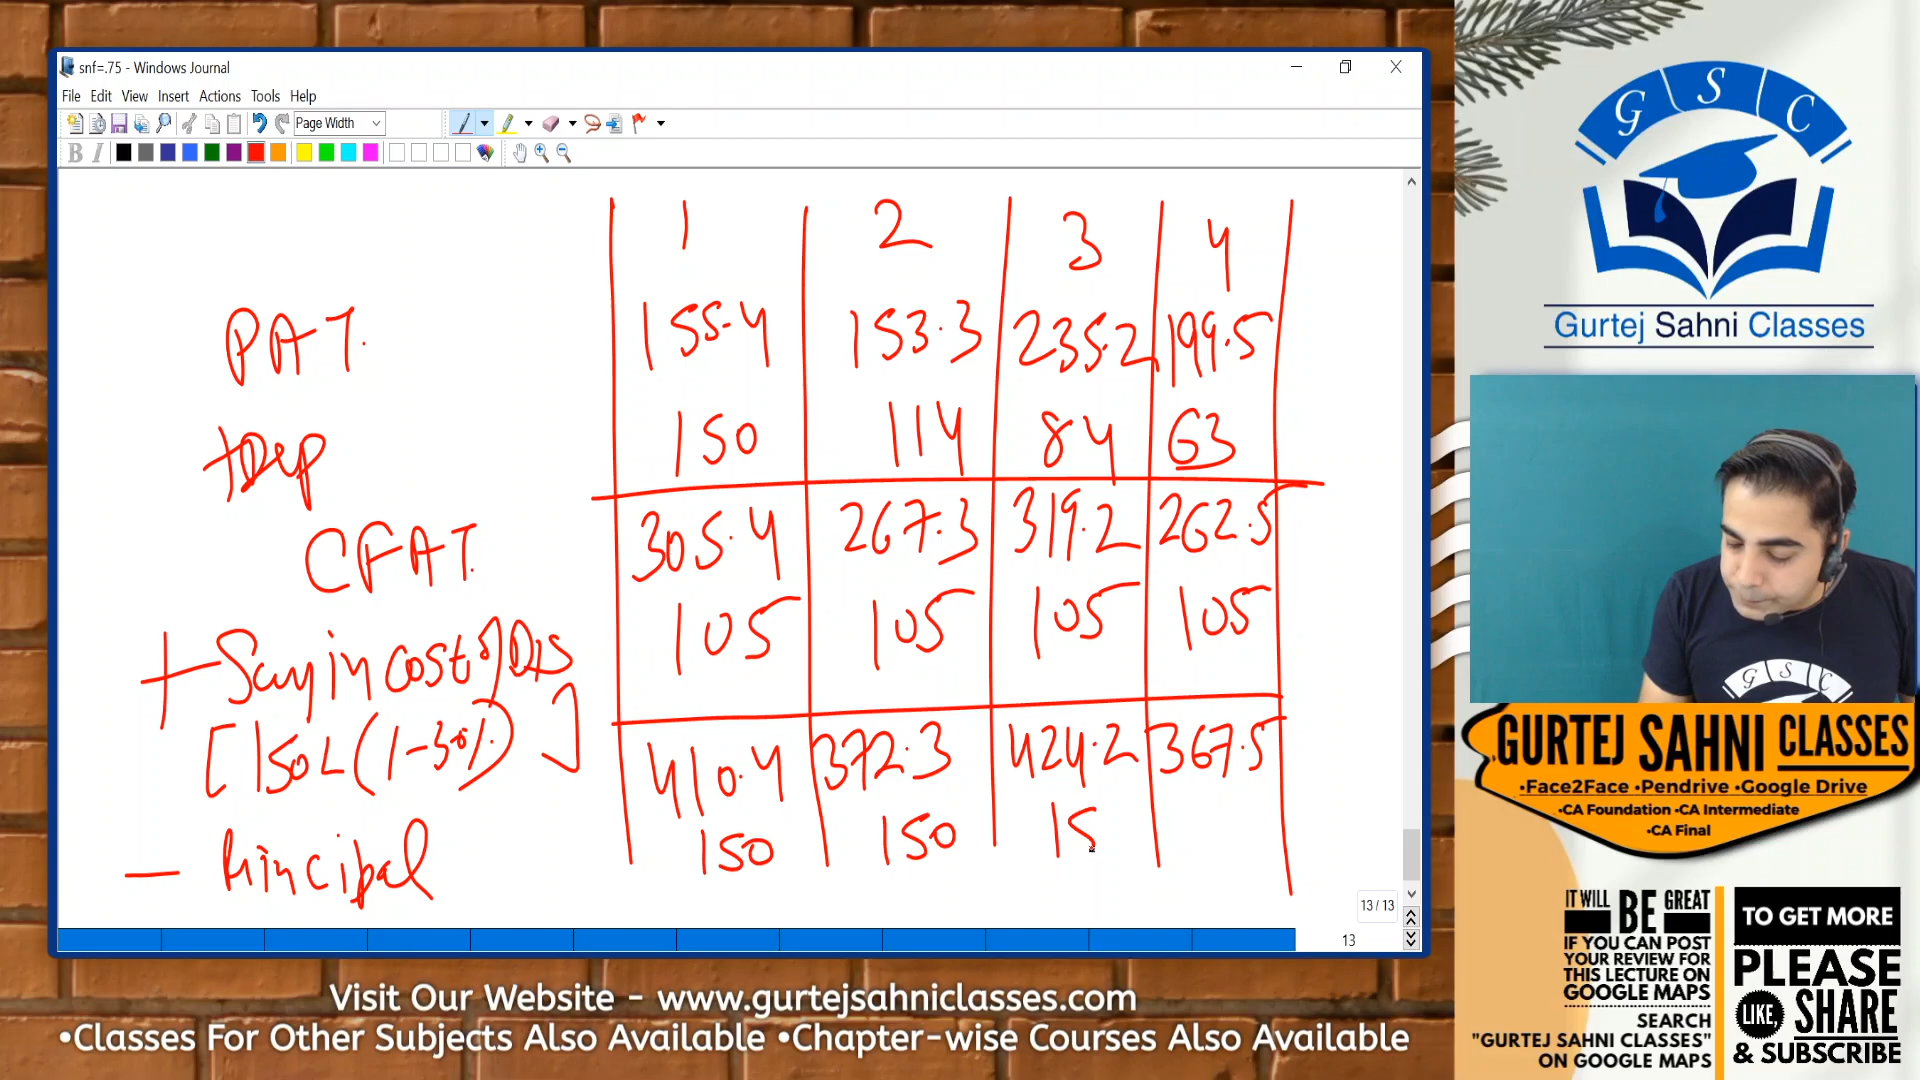 snf=.75 - Windows Journal
File Edit View Insert Actions Tools Help
Page Width
B I
1 2 3 4
PAT 155.4 153.3 235.2 199.5
+Dep 150 114 84 63
CFAT 305.4 267.3 319.2 262.5
+ in cost of 105 105 105 105
[150 (1-30%)] 410.4 372.3 424.2 367.5
- Principal 150 150 15
13 / 13
13
G S C
Gurtej Sahni Classes
G S C
GURTEJ SAHNI CLASSES
•Face2Face •Pendrive •Google Drive
•CA Foundation •CA Intermediate
•CA Final
IT WILL BE GREAT
IF YOU CAN POST
YOUR REVIEW FOR
THIS LECTURE ON
GOOGLE MAPS
SEARCH
"GURTEJ SAHNI CLASSES"
ON GOOGLE MAPS
TO GET MORE
PLEASE
LIKE, SHARE
& SUBSCRIBE
Visit Our Website - www.gurtejsahniclasses.com
•Classes For Other Subjects Also Available •Chapter-wise Courses Also Available